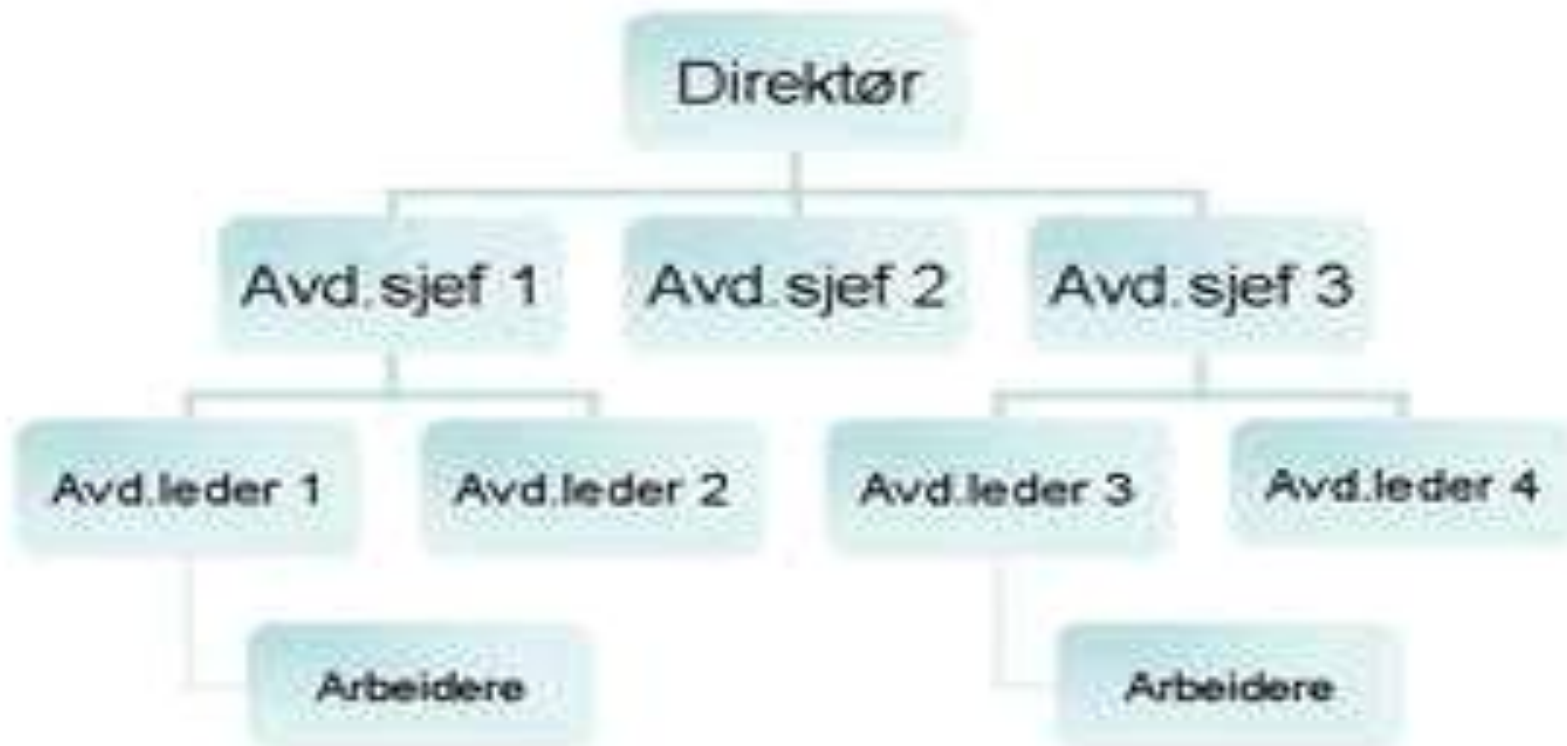 Direktør
Avd.sjef 1
Avd.sjef 2
Avd.sjef 3
Avd.leder 1
Avd.leder 2
Avd.leder 3
Avd.leder 4
Arbeidere
Arbeidere